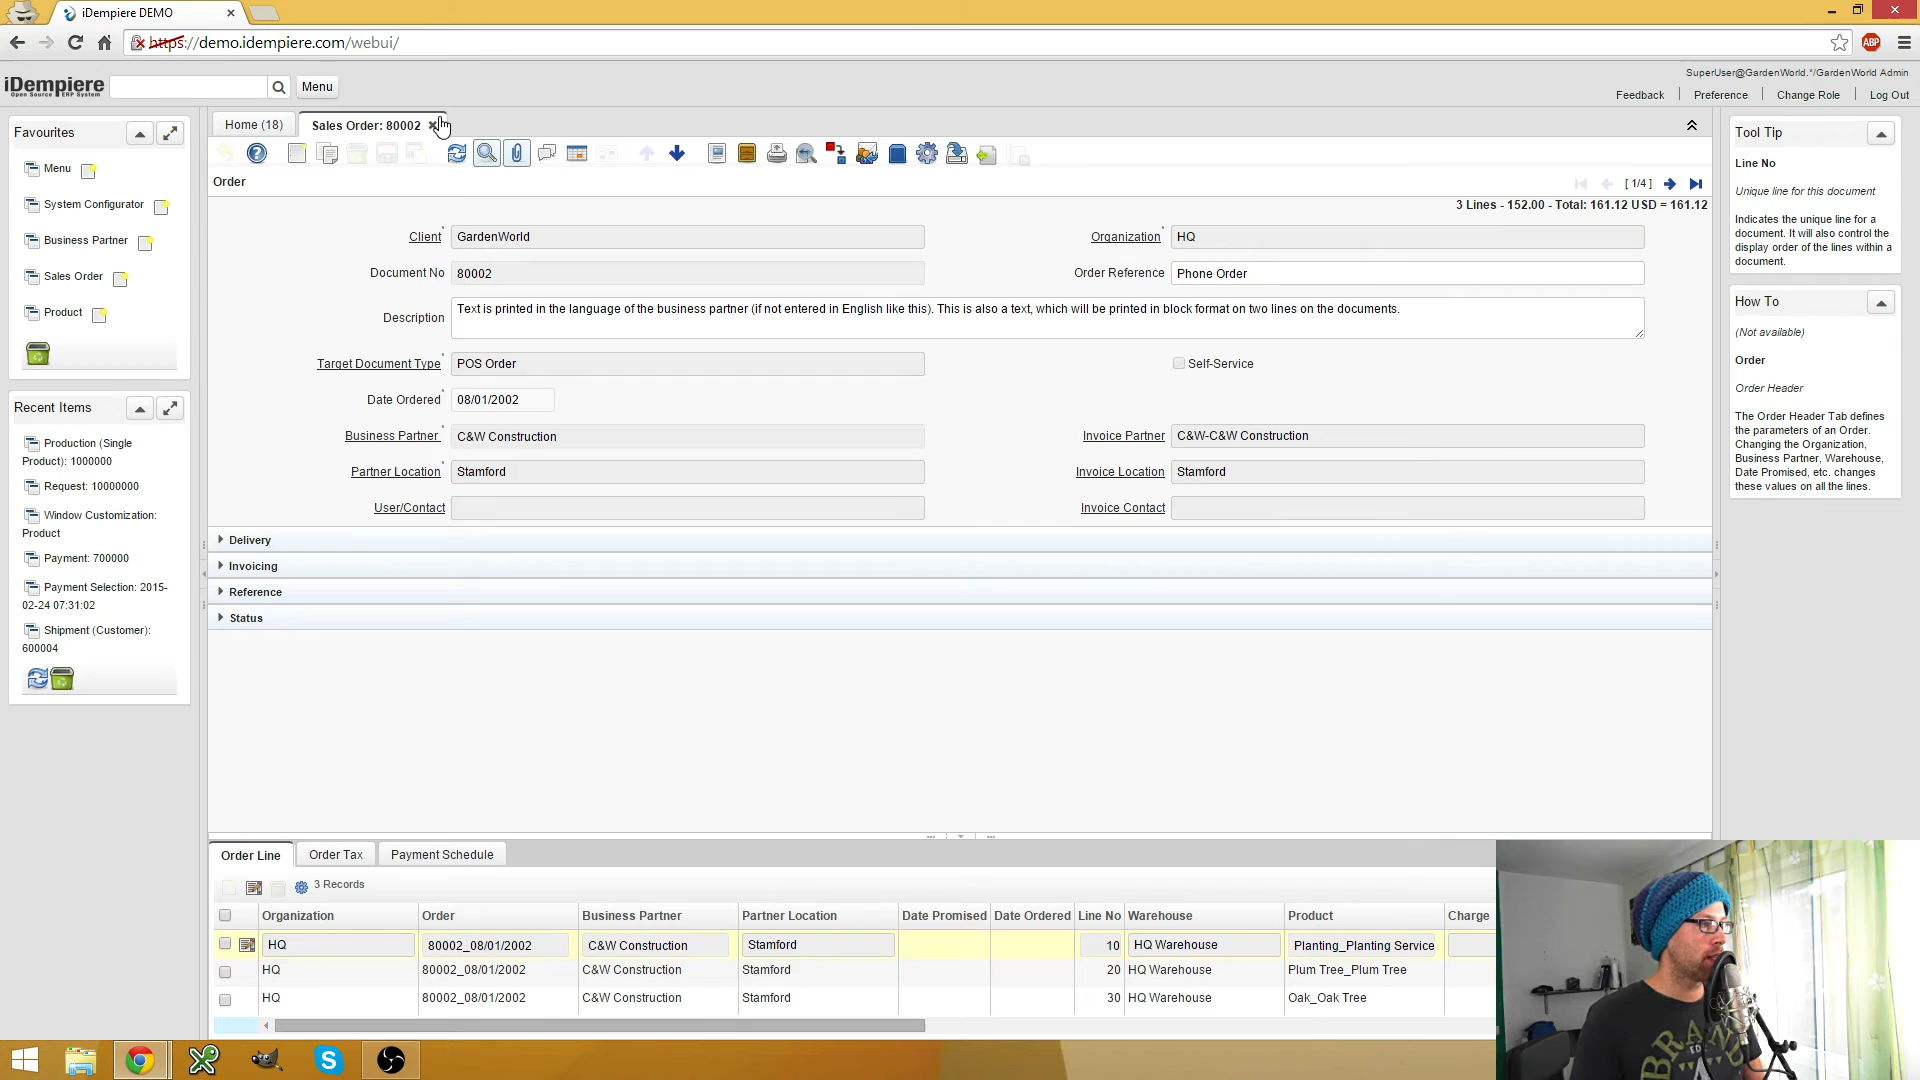 iDempiere DEMO
https://demo.idempiere.com/webui/
ABP
iDempiere
Open Source ERP System
Menu
SuperUser@GardenWorld.*/GardenWorld Admin
Feedback
Preference
Change Role
Log Out
Favourites
Menu
System Configurator
Business Partner
Sales Order
Product
Recent Items
Production (Single
Product): 1000000
Request: 10000000
Window Customization:
Product
Payment: 700000
Payment Selection: 2015-
02-24 07:31:02
Shipment (Customer):
600004
Home (18)
Sales Order: 80002
Order
[ 1/4 ]
3 Lines - 152.00 - Total: 161.12 USD = 161.12
Client GardenWorld
Organization HQ
Document No 80002
Order Reference Phone Order
Description Text is printed in the language of the business partner (if not entered in English like this). This is also a text, which will be printed in block format on two lines on the documents.
Target Document Type POS Order
Self-Service
Date Ordered 08/01/2002
Business Partner C&W Construction
Invoice Partner C&W-C&W Construction
Partner Location Stamford
Invoice Location Stamford
User/Contact
Invoice Contact
Delivery
Invoicing
Reference
Status
Order Line Order Tax Payment Schedule
3 Records
Organization Order Business Partner Partner Location Date Promised Date Ordered Line No Warehouse Product Charge
HQ 80002_08/01/2002 C&W Construction Stamford 10 HQ Warehouse Planting_Planting Service
HQ 80002_08/01/2002 C&W Construction Stamford 20 HQ Warehouse Plum Tree_Plum Tree
HQ 80002_08/01/2002 C&W Construction Stamford 30 HQ Warehouse Oak_Oak Tree
Tool Tip
Line No
Unique line for this document
Indicates the unique line for a
document. It will also control the
display order of the lines within a
document.
How To
(Not available)
Order
Order Header
The Order Header Tab defines
the parameters of an Order.
Changing the Organization,
Business Partner, Warehouse,
Date Promised, etc. changes
these values on all the lines.